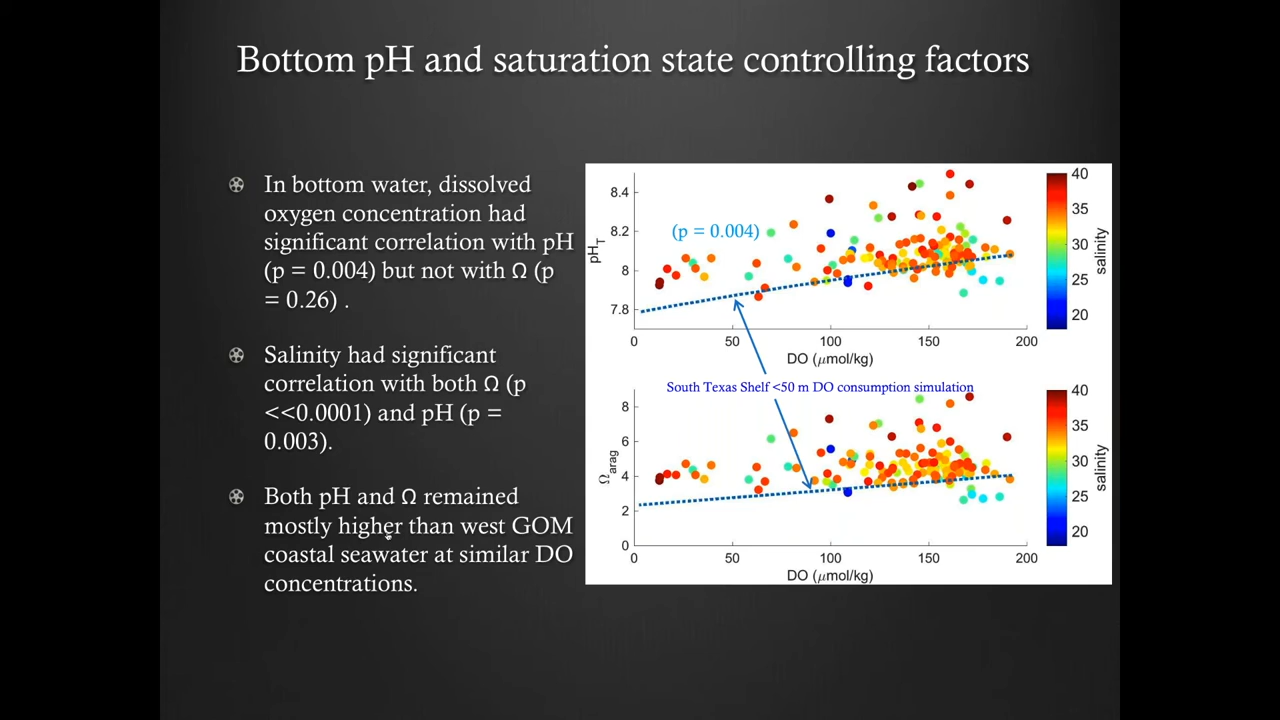 Bottom pH and saturation state controlling factors
In bottom water, dissolved
oxygen concentration had
significant correlation with pH
(p = 0.004) but not with Ω (p
= 0.26) .
Salinity had significant
correlation with both Ω (p
<<0.0001) and pH (p =
0.003).
Both pH and Ω remained
mostly higher than west GOM
coastal seawater at similar DO
concentrations.
8.4
8.2
8
7.8
pH_T
(p = 0.004)
0 50 100 150 200
DO (μmol/kg)
40
35
30
25
20
salinity
South Texas Shelf <50 m DO consumption simulation
8
6
4
2
0
Ω_arag
0 50 100 150 200
DO (μmol/kg)
40
35
30
25
20
salinity